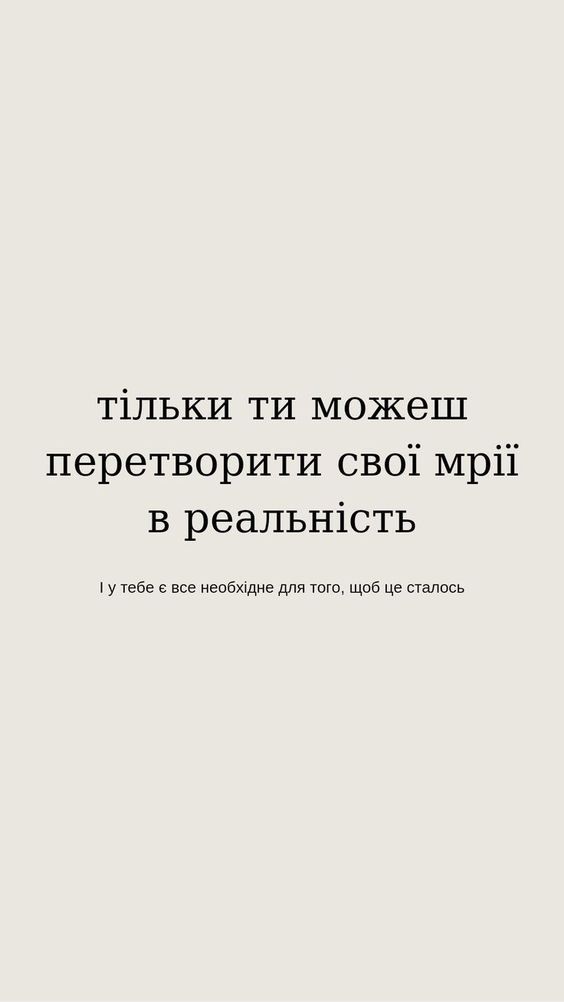 тільки ти можеш
перетворити свої мрії
в реальність
І у тебе є все необхідне для того, щоб це сталось